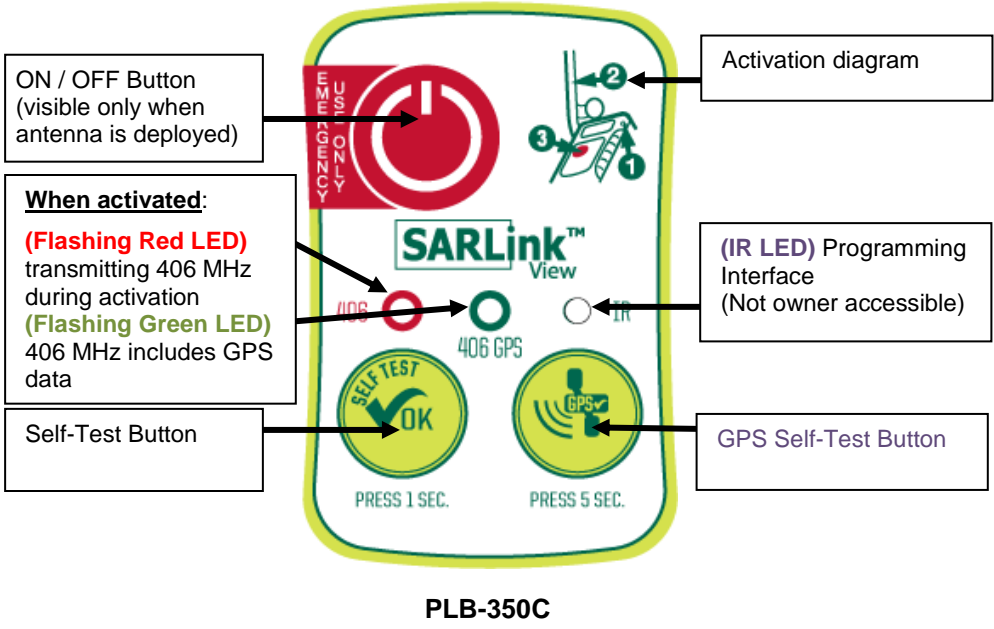 ON / OFF Button
(visible only when
antenna is deployed)
EMERGENCY
USE ONLY
2
3
1
Activation diagram
When activated:
(Flashing Red LED)
transmitting 406 MHz
during activation
(Flashing Green LED)
406 MHz includes GPS
data
SARLink™
View
406
406 GPS
IR
(IR LED) Programming
Interface
(Not owner accessible)
Self-Test Button
SELF TEST
OK
PRESS 1 SEC.
GPS✓
PRESS 5 SEC.
GPS Self-Test Button
PLB-350C